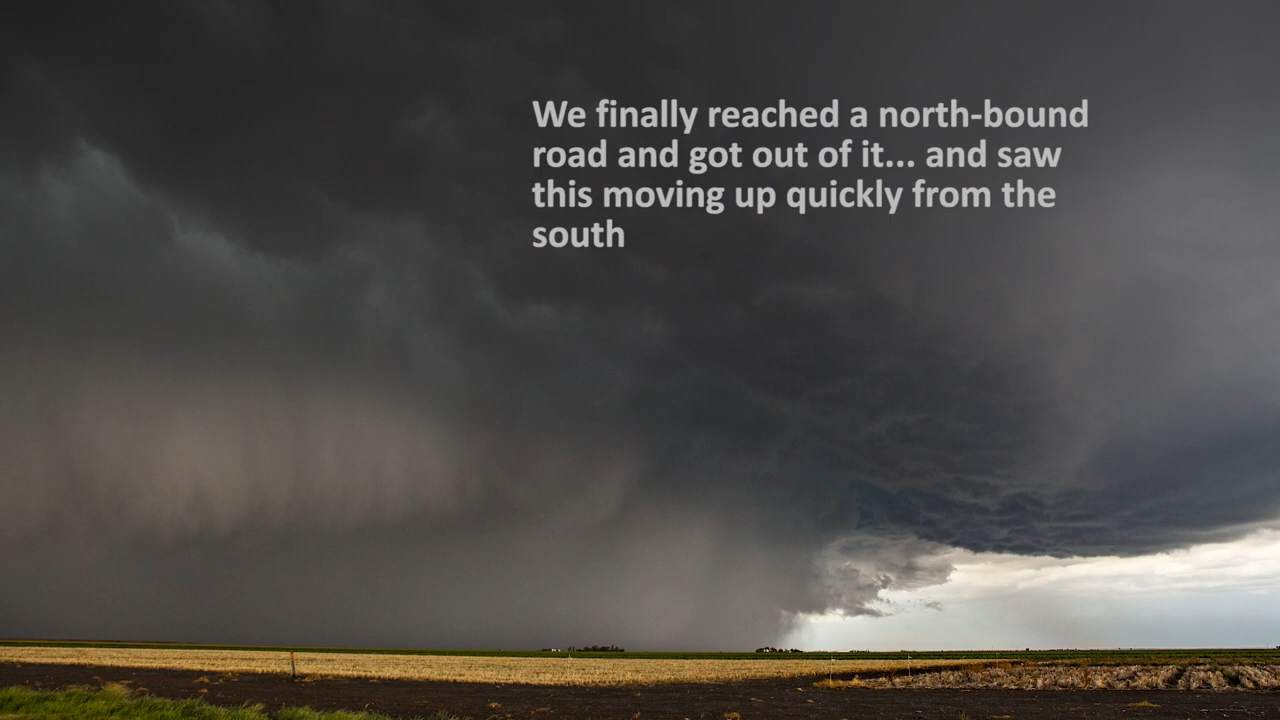 We finally reached a north-bound
road and got out of it... and saw
this moving up quickly from the
south